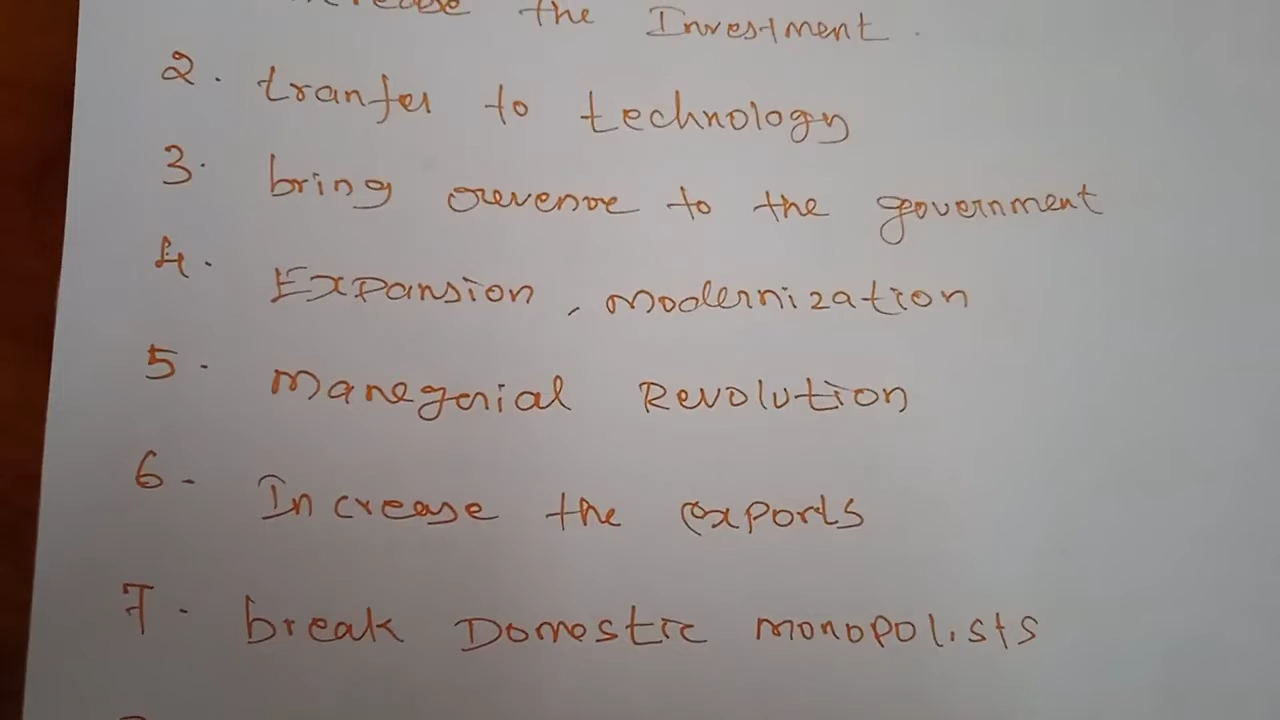 the Investment.
2. tranfer to technology
3. bring revenue to the government
4. Expansion, modernization
5. Manegerial Revolution
6. Increase the exports
7. break Domestic monopolists